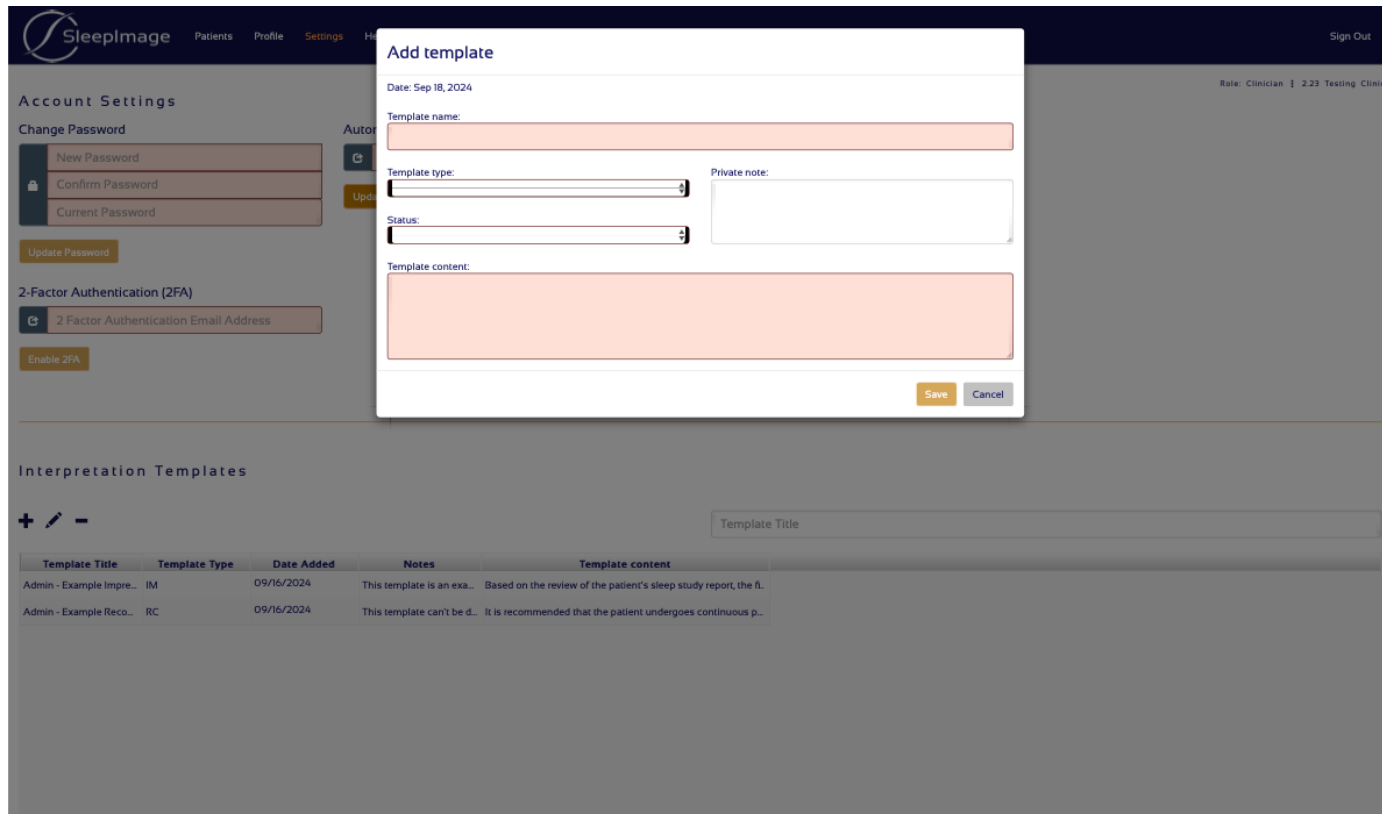 SleepImage Patients Profile Settings He Sign Out
Add template
Role: Clinician | 2.23 Testing Clinic
Date: Sep 18, 2024
Account Settings
Template name:
Change Password Autom
New Password
Template type: Private note:
Confirm Password
Upda
Current Password
Status:
Update Password
Template content:
2-Factor Authentication (2FA)
2 Factor Authentication Email Address
Enable 2FA
Save Cancel
Interpretation Templates
Template Title
Template Title Template Type Date Added Notes Template content
Admin - Example Impre... IM 09/16/2024 This template is an exa... Based on the review of the patient's sleep study report, the fi..
Admin - Example Reco... RC 09/16/2024 This template can't be d... It is recommended that the patient undergoes continuous p...